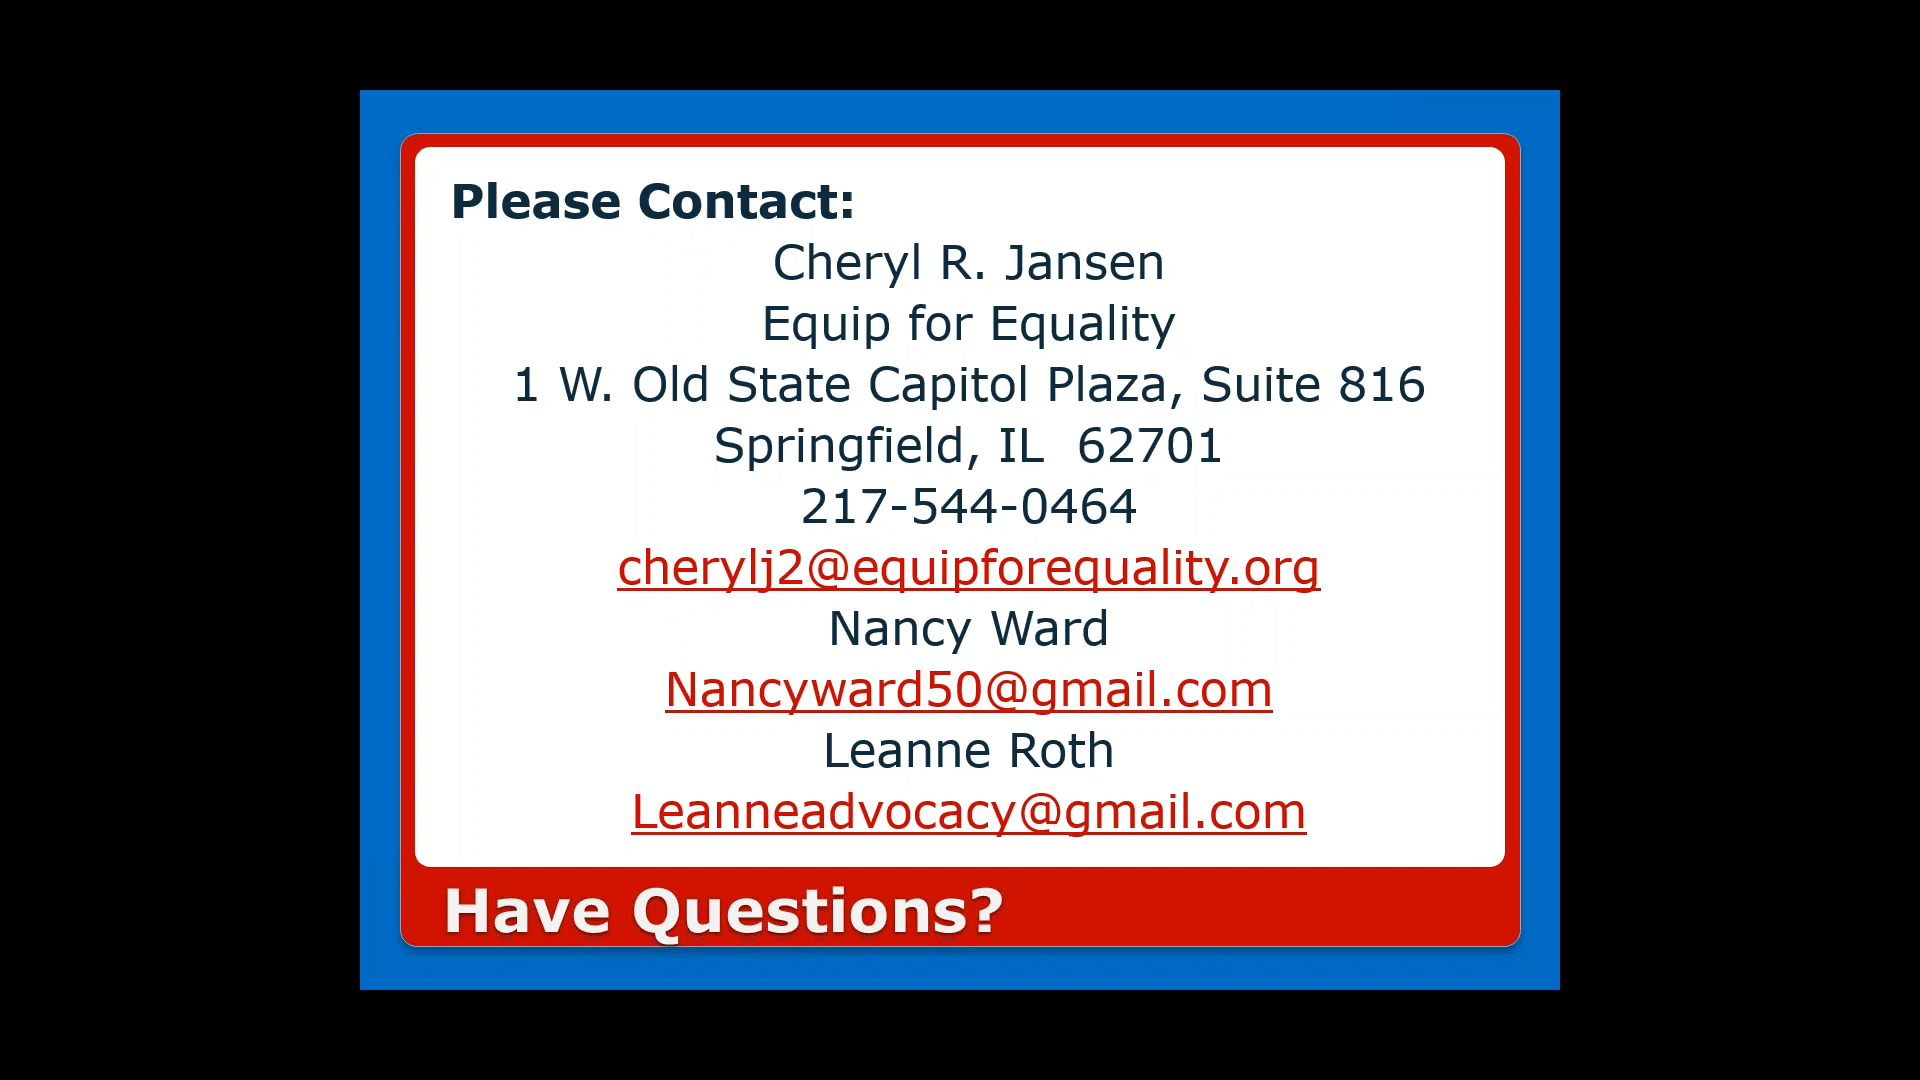 Please Contact:
Cheryl R. Jansen
Equip for Equality
1 W. Old State Capitol Plaza, Suite 816
Springfield, IL  62701
217-544-0464
cherylj2@equipforequality.org
Nancy Ward
Nancyward50@gmail.com
Leanne Roth
Leanneadvocacy@gmail.com
Have Questions?